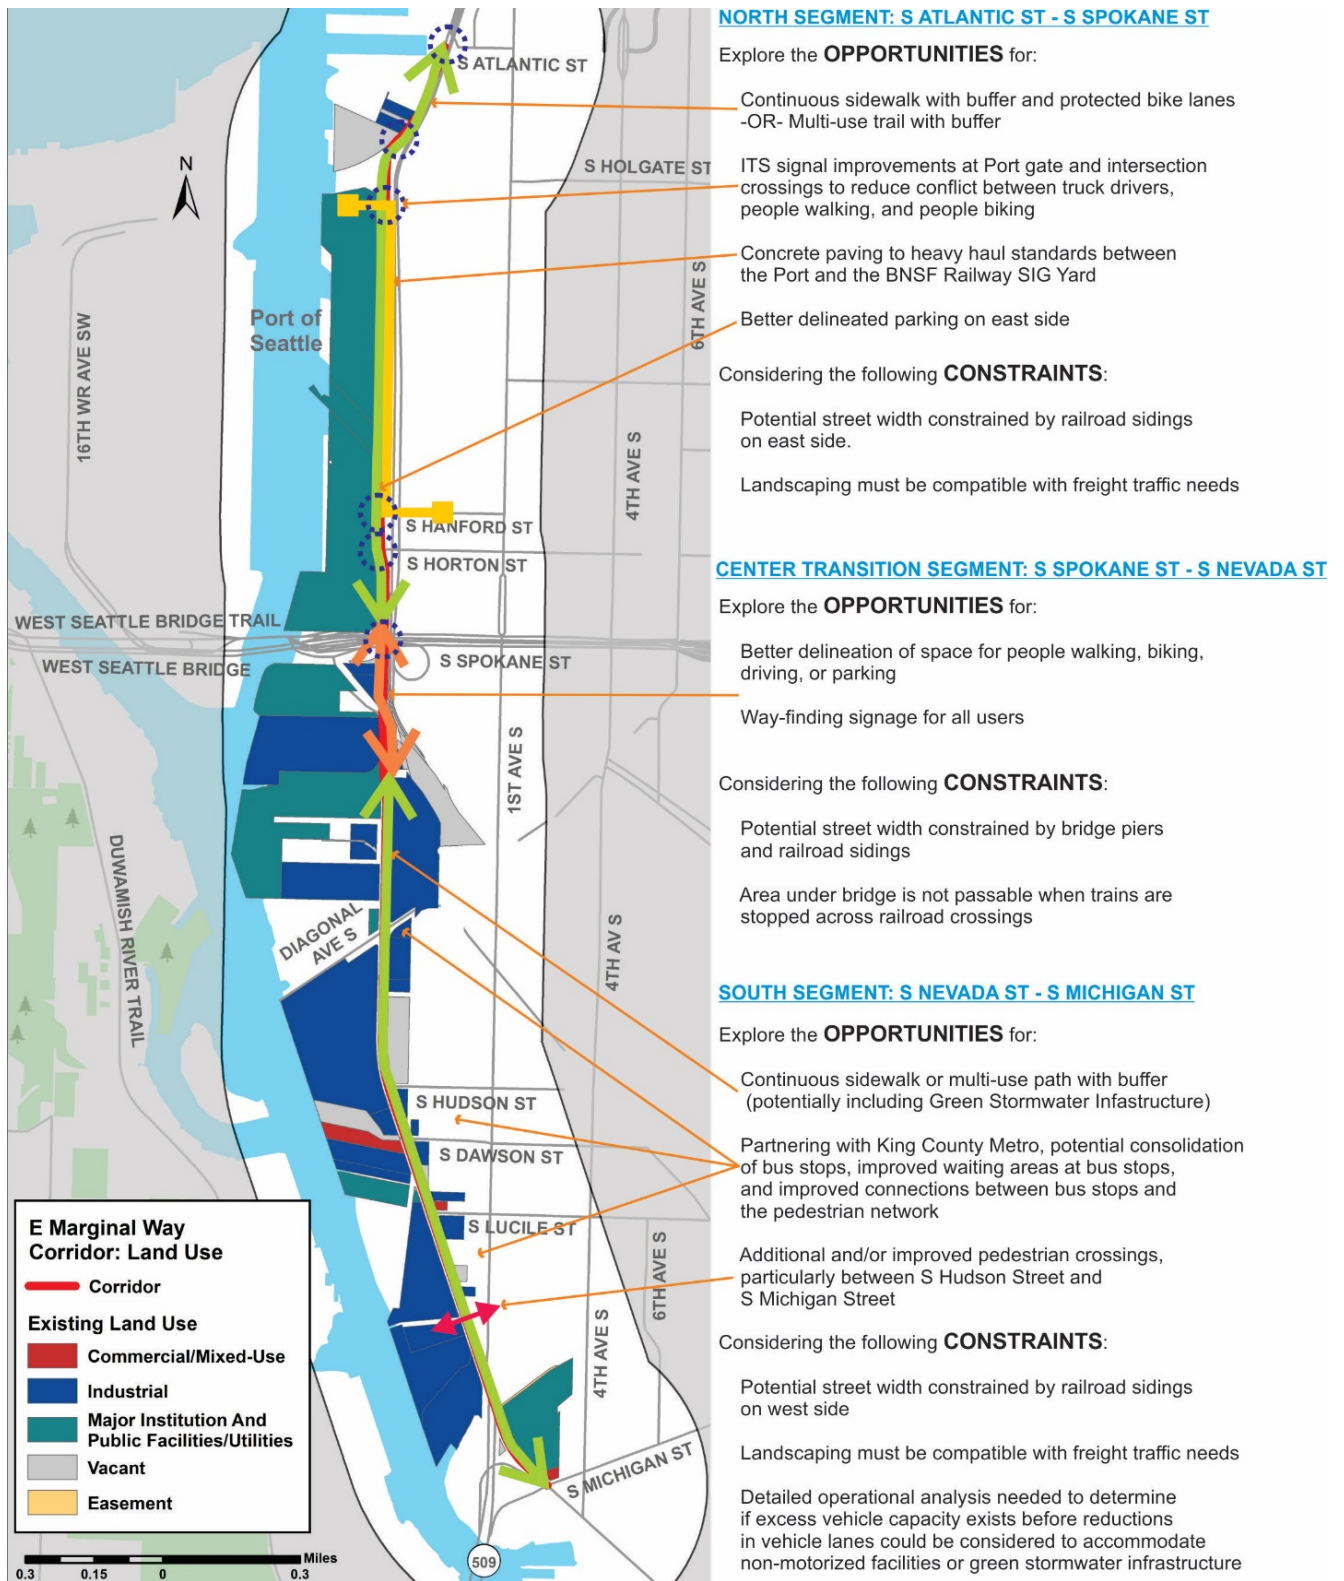 NORTH SEGMENT: S ATLANTIC ST - S SPOKANE ST
Explore the OPPORTUNITIES for:
Continuous sidewalk with buffer and protected bike lanes
-OR- Multi-use trail with buffer
ITS signal improvements at Port gate and intersection
crossings to reduce conflict between truck drivers,
people walking, and people biking
Concrete paving to heavy haul standards between
the Port and the BNSF Railway SIG Yard
Better delineated parking on east side
Considering the following CONSTRAINTS:
Potential street width constrained by railroad sidings
on east side.
Landscaping must be compatible with freight traffic needs
CENTER TRANSITION SEGMENT: S SPOKANE ST - S NEVADA ST
Explore the OPPORTUNITIES for:
Better delineation of space for people walking, biking,
driving, or parking
Way-finding signage for all users
Considering the following CONSTRAINTS:
Potential street width constrained by bridge piers
and railroad sidings
Area under bridge is not passable when trains are
stopped across railroad crossings
SOUTH SEGMENT: S NEVADA ST - S MICHIGAN ST
Explore the OPPORTUNITIES for:
Continuous sidewalk or multi-use path with buffer
(potentially including Green Stormwater Infastructure)
Partnering with King County Metro, potential consolidation
of bus stops, improved waiting areas at bus stops,
and improved connections between bus stops and
the pedestrian network
Additional and/or improved pedestrian crossings,
particularly between S Hudson Street and
S Michigan Street
Considering the following CONSTRAINTS:
Potential street width constrained by railroad sidings
on west side
Landscaping must be compatible with freight traffic needs
Detailed operational analysis needed to determine
if excess vehicle capacity exists before reductions
in vehicle lanes could be considered to accommodate
non-motorized facilities or green stormwater infrastructure
S ATLANTIC ST
N
S HOLGATE ST
6TH AVE S
Port of
Seattle
16TH WR AVE SW
4TH AVE S
S HANFORD ST
S HORTON ST
WEST SEATTLE BRIDGE TRAIL
WEST SEATTLE BRIDGE
S SPOKANE ST
1ST AVE S
DUWAMISH RIVER TRAIL
DIAGONAL
AVE S
4TH AV S
S HUDSON ST
S DAWSON ST
S LUCILE ST
6TH AVE S
4TH AVE S
S MICHIGAN ST
509
E Marginal Way
Corridor: Land Use
Corridor
Existing Land Use
Commercial/Mixed-Use
Industrial
Major Institution And
Public Facilities/Utilities
Vacant
Easement
Miles
0.3 0.15 0 0.3